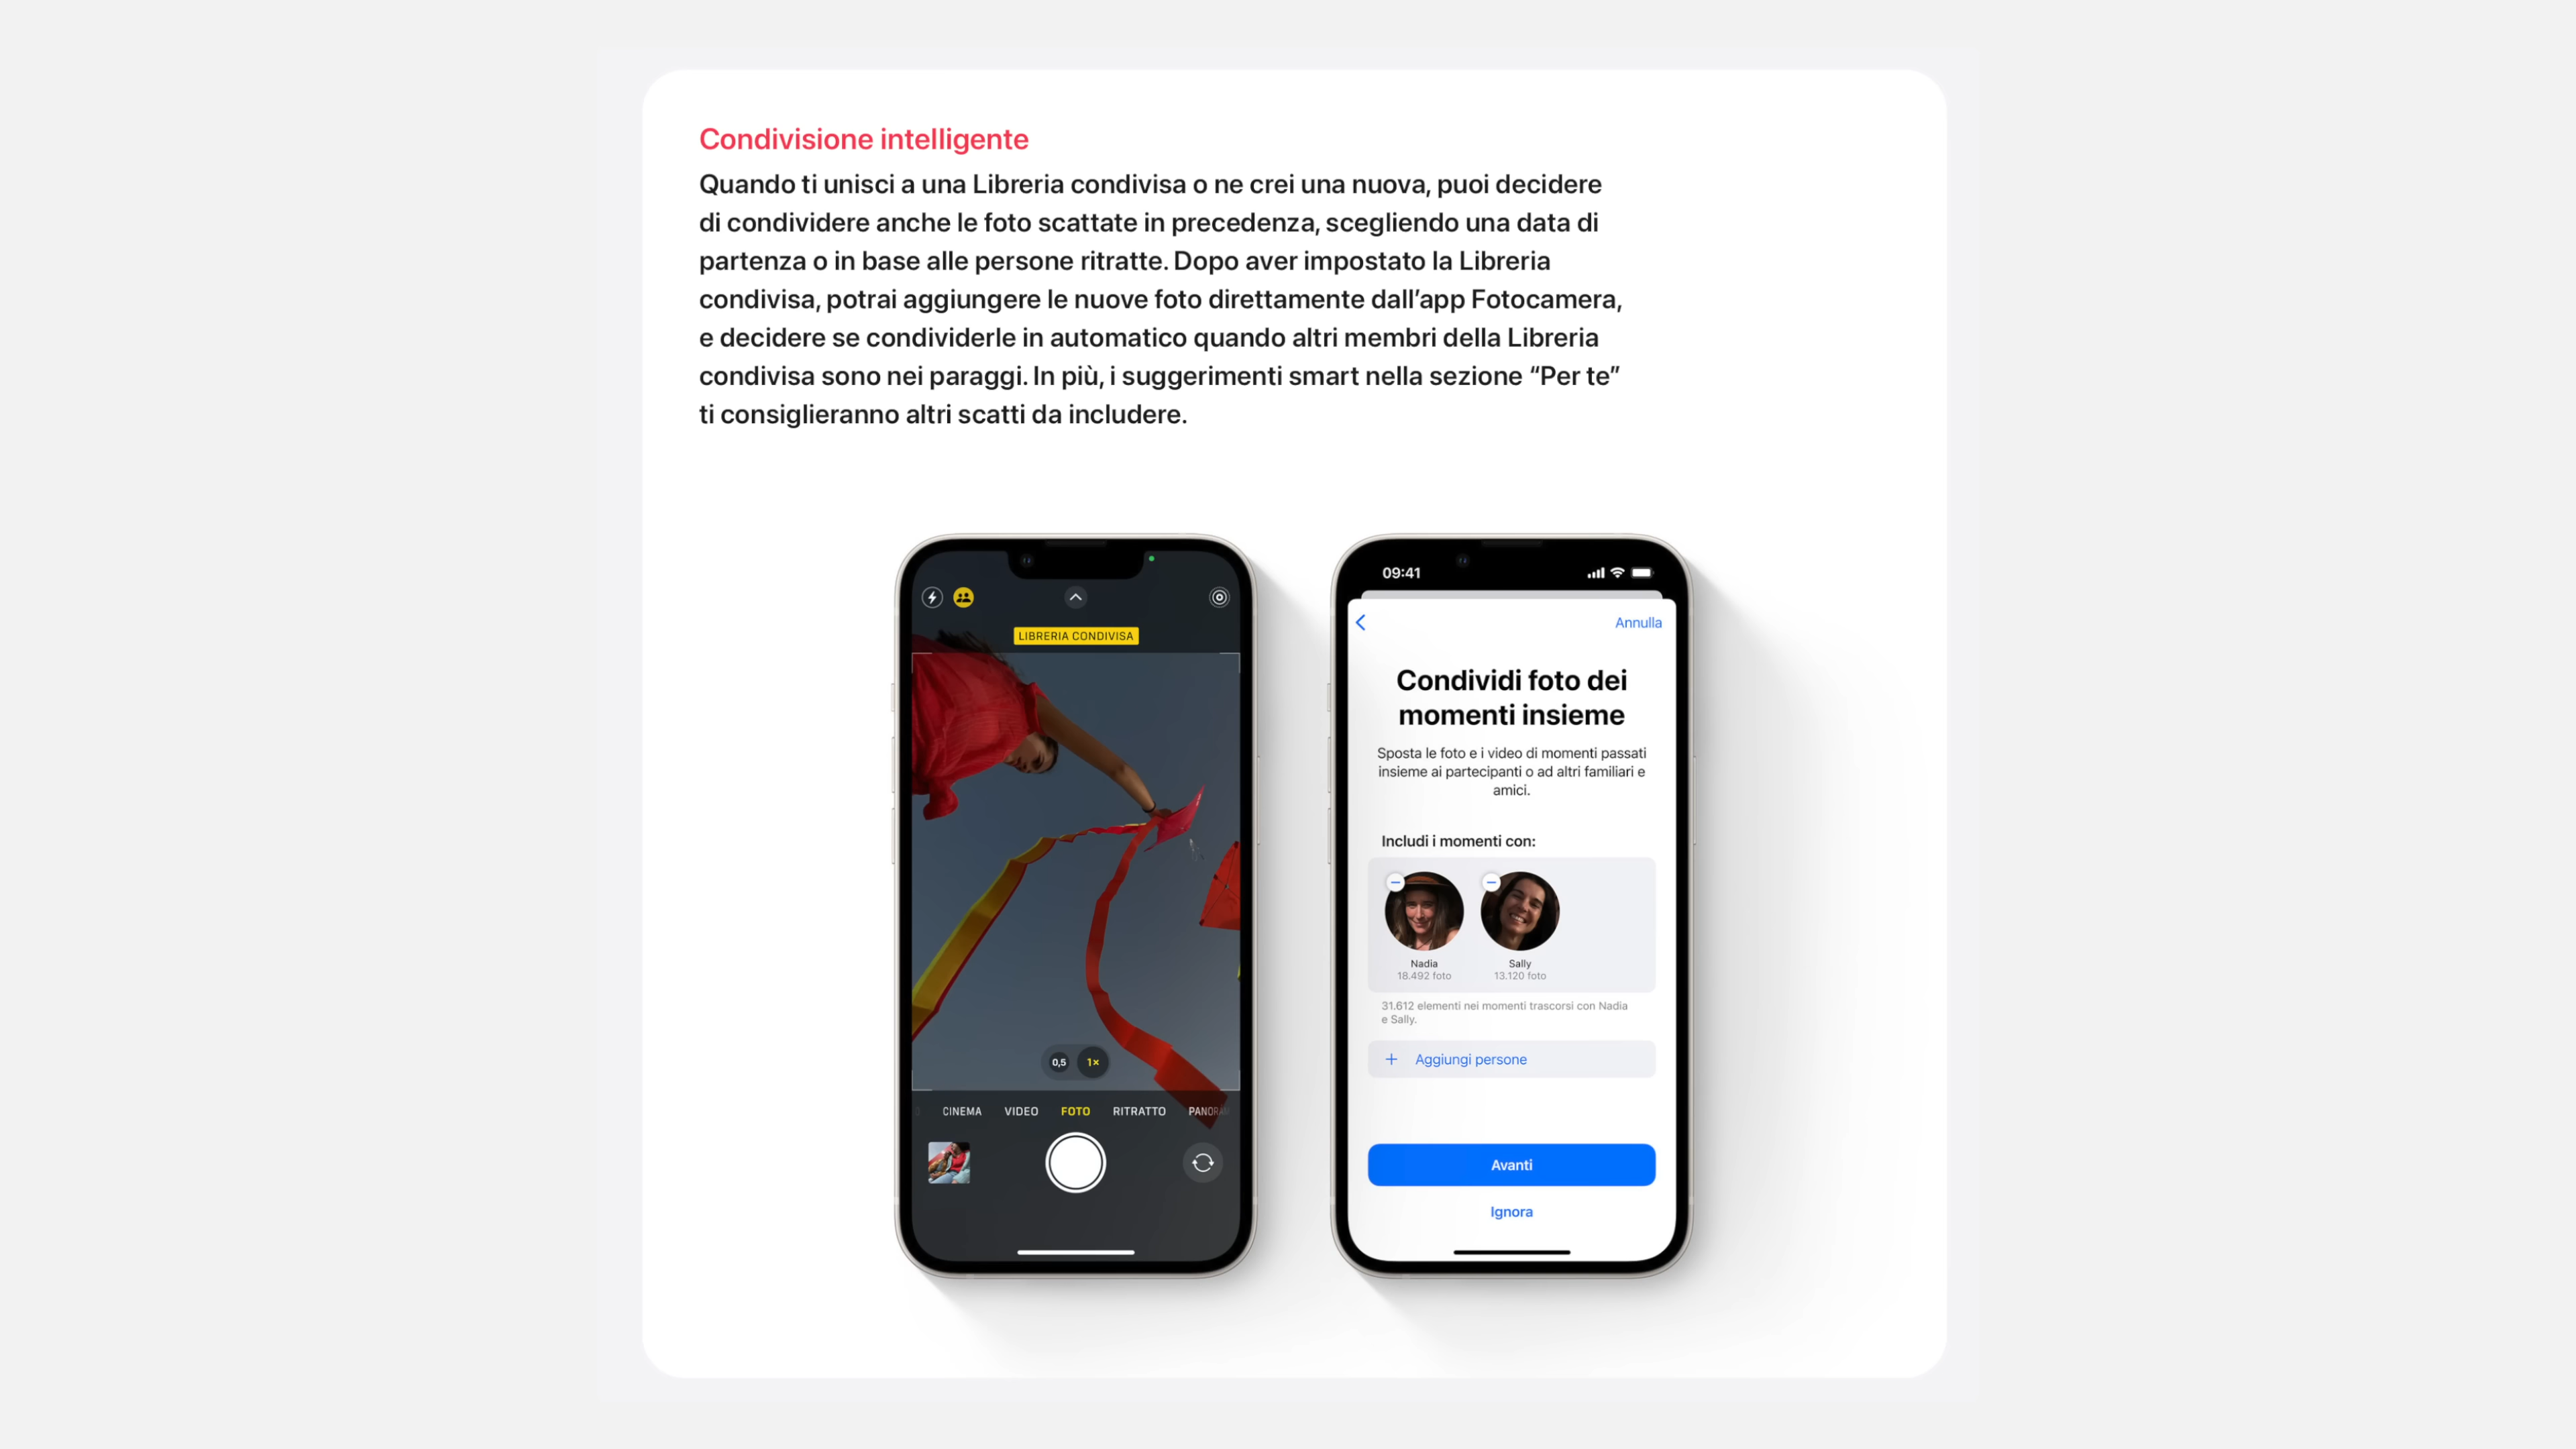 Condivisione intelligente
Quando ti unisci a una Libreria condivisa o ne crei una nuova, puoi decidere
di condividere anche le foto scattate in precedenza, scegliendo una data di
partenza o in base alle persone ritratte. Dopo aver impostato la Libreria
condivisa, potrai aggiungere le nuove foto direttamente dall’app Fotocamera,
e decidere se condividerle in automatico quando altri membri della Libreria
condivisa sono nei paraggi. In più, i suggerimenti smart nella sezione “Per te”
ti consiglieranno altri scatti da includere.
LIBRERIA CONDIVISA
0,5 1×
CINEMA VIDEO FOTO RITRATTO PANORAM
09:41
Annulla
Condividi foto dei
momenti insieme
Sposta le foto e i video di momenti passati
insieme ai partecipanti o ad altri familiari e
amici.
Includi i momenti con:
Nadia Sally
18.492 foto 13.120 foto
31.612 elementi nei momenti trascorsi con Nadia
e Sally.
+ Aggiungi persone
Avanti
Ignora